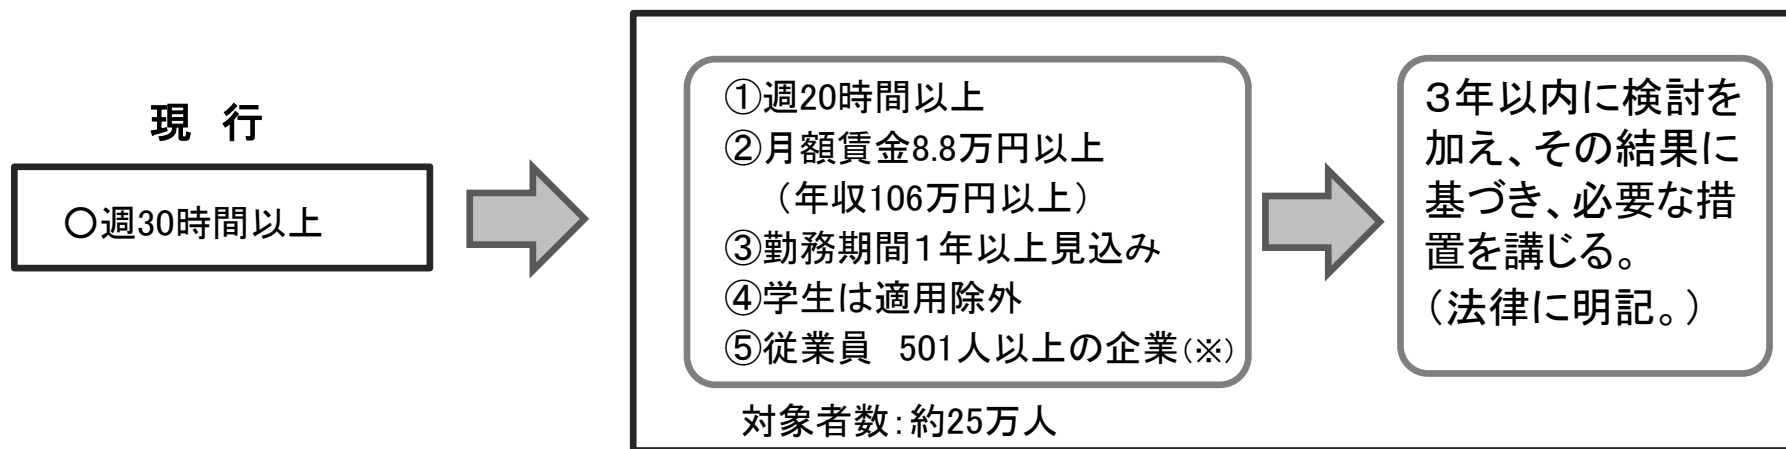 現 行
○週30時間以上
①週20時間以上
②月額賃金8.8万円以上
（年収106万円以上）
③勤務期間１年以上見込み
④学生は適用除外
⑤従業員 501人以上の企業(※)
対象者数：約25万人
３年以内に検討を
加え、その結果に
基づき、必要な措
置を講じる。
（法律に明記。）